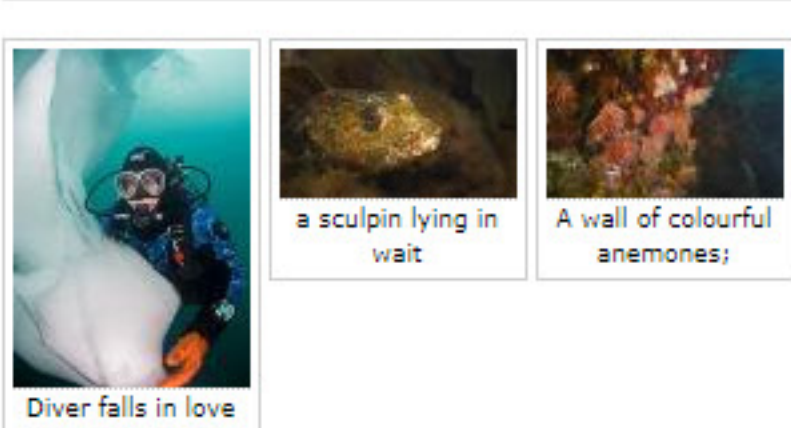 Diver falls in love
a sculpin lying in
wait
A wall of colourful
anemones;